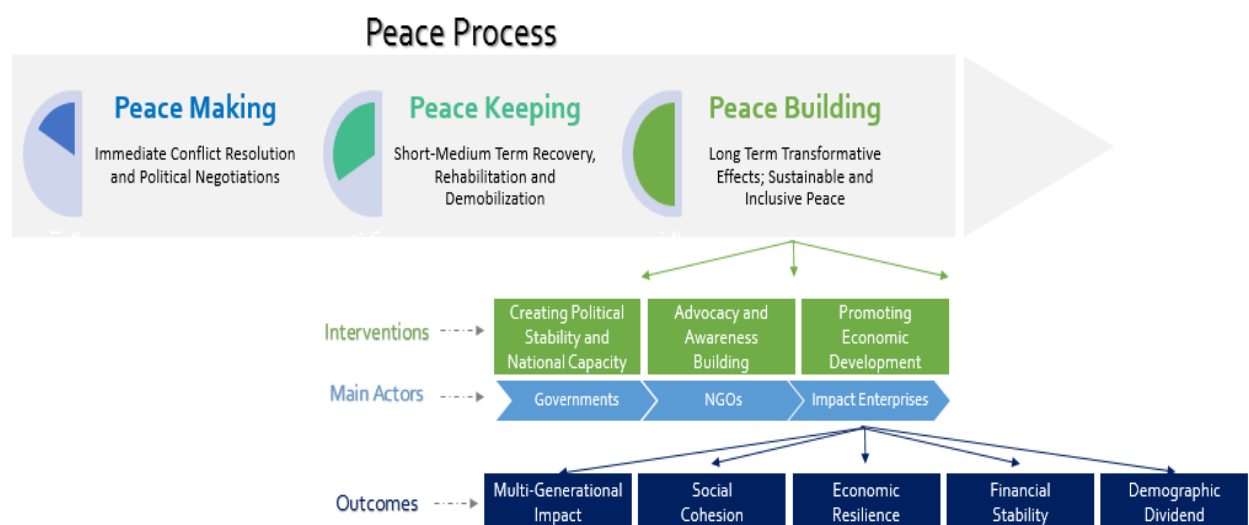 Peace Process
Peace Making
Immediate Conflict Resolution
and Political Negotiations
Peace Keeping
Short-Medium Term Recovery,
Rehabilitation and
Demobilization
Peace Building
Long Term Transformative
Effects; Sustainable and
Inclusive Peace
Interventions
Creating Political
Stability and
National Capacity
Advocacy and
Awareness
Building
Promoting
Economic
Development
Main Actors
Governments
NGOs
Impact Enterprises
Outcomes
Multi-Generational
Impact
Social
Cohesion
Economic
Resilience
Financial
Stability
Demographic
Dividend